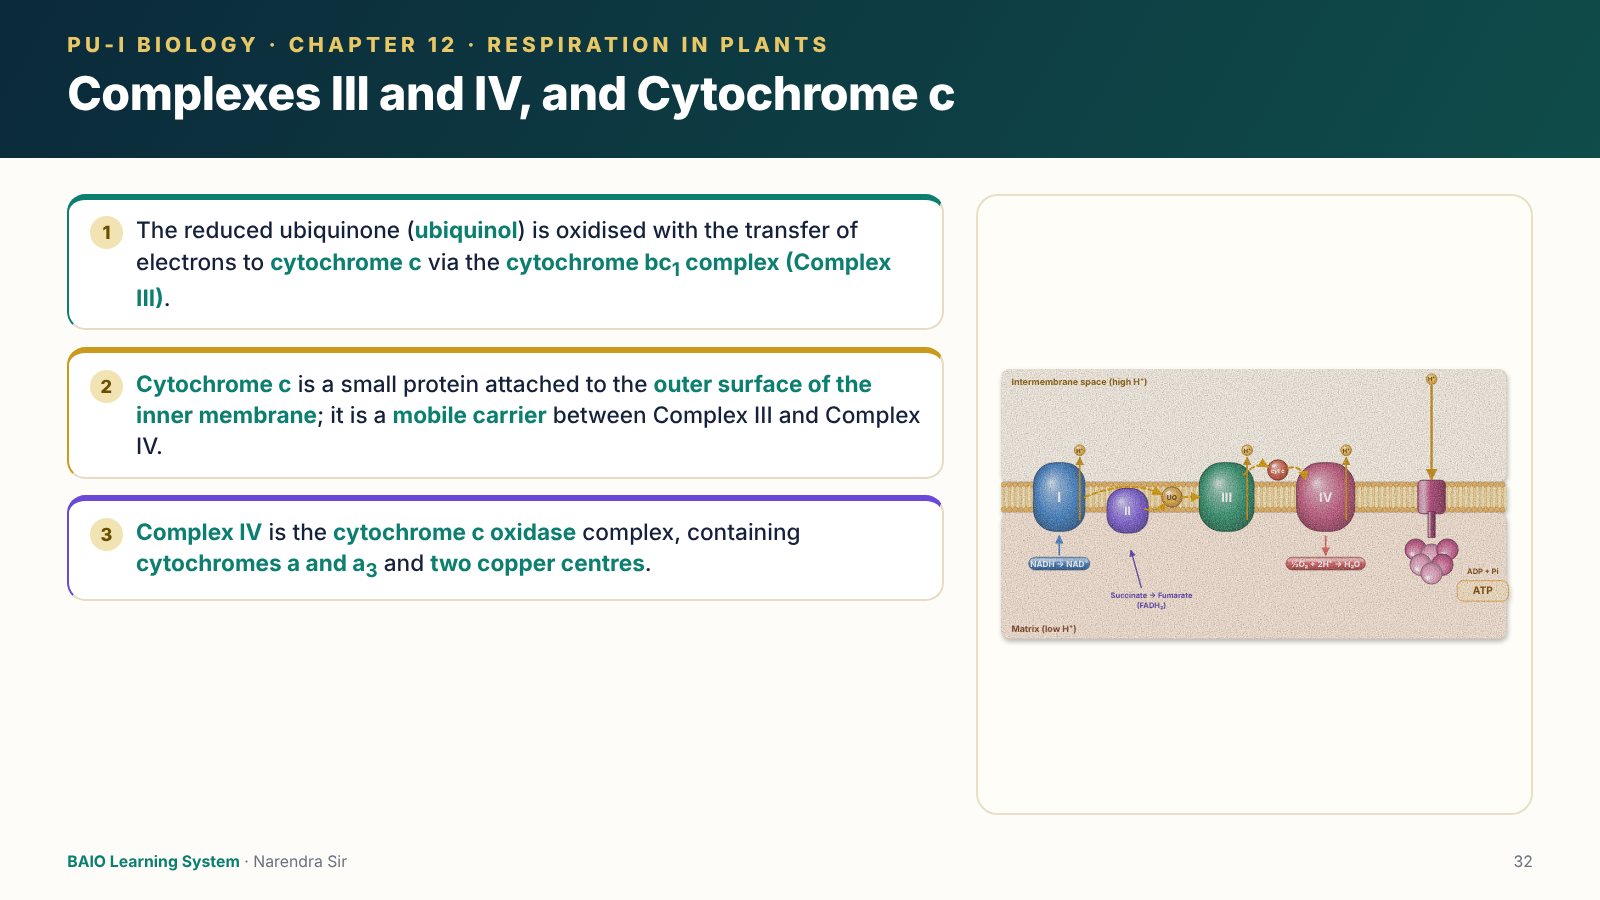 PU-I BIOLOGY · CHAPTER 12 · RESPIRATION IN PLANTS
Complexes III and IV, and Cytochrome c
1
The reduced ubiquinone (ubiquinol) is oxidised with the transfer of
electrons to cytochrome c via the cytochrome bc₁ complex (Complex
III).
2
Cytochrome c is a small protein attached to the outer surface of the
inner membrane; it is a mobile carrier between Complex III and Complex
IV.
3
Complex IV is the cytochrome c oxidase complex, containing
cytochromes a and a₃ and two copper centres.
Intermembrane space (high H⁺)
H⁺
H⁺
H⁺
H⁺
I
II
UQ
III
cyt c
IV
NADH → NAD⁺
½O₂ + 2H⁺ → H₂O
Succinate → Fumarate
(FADH₂)
ADP + Pi
ATP
Matrix (low H⁺)
BAIO Learning System · Narendra Sir
32